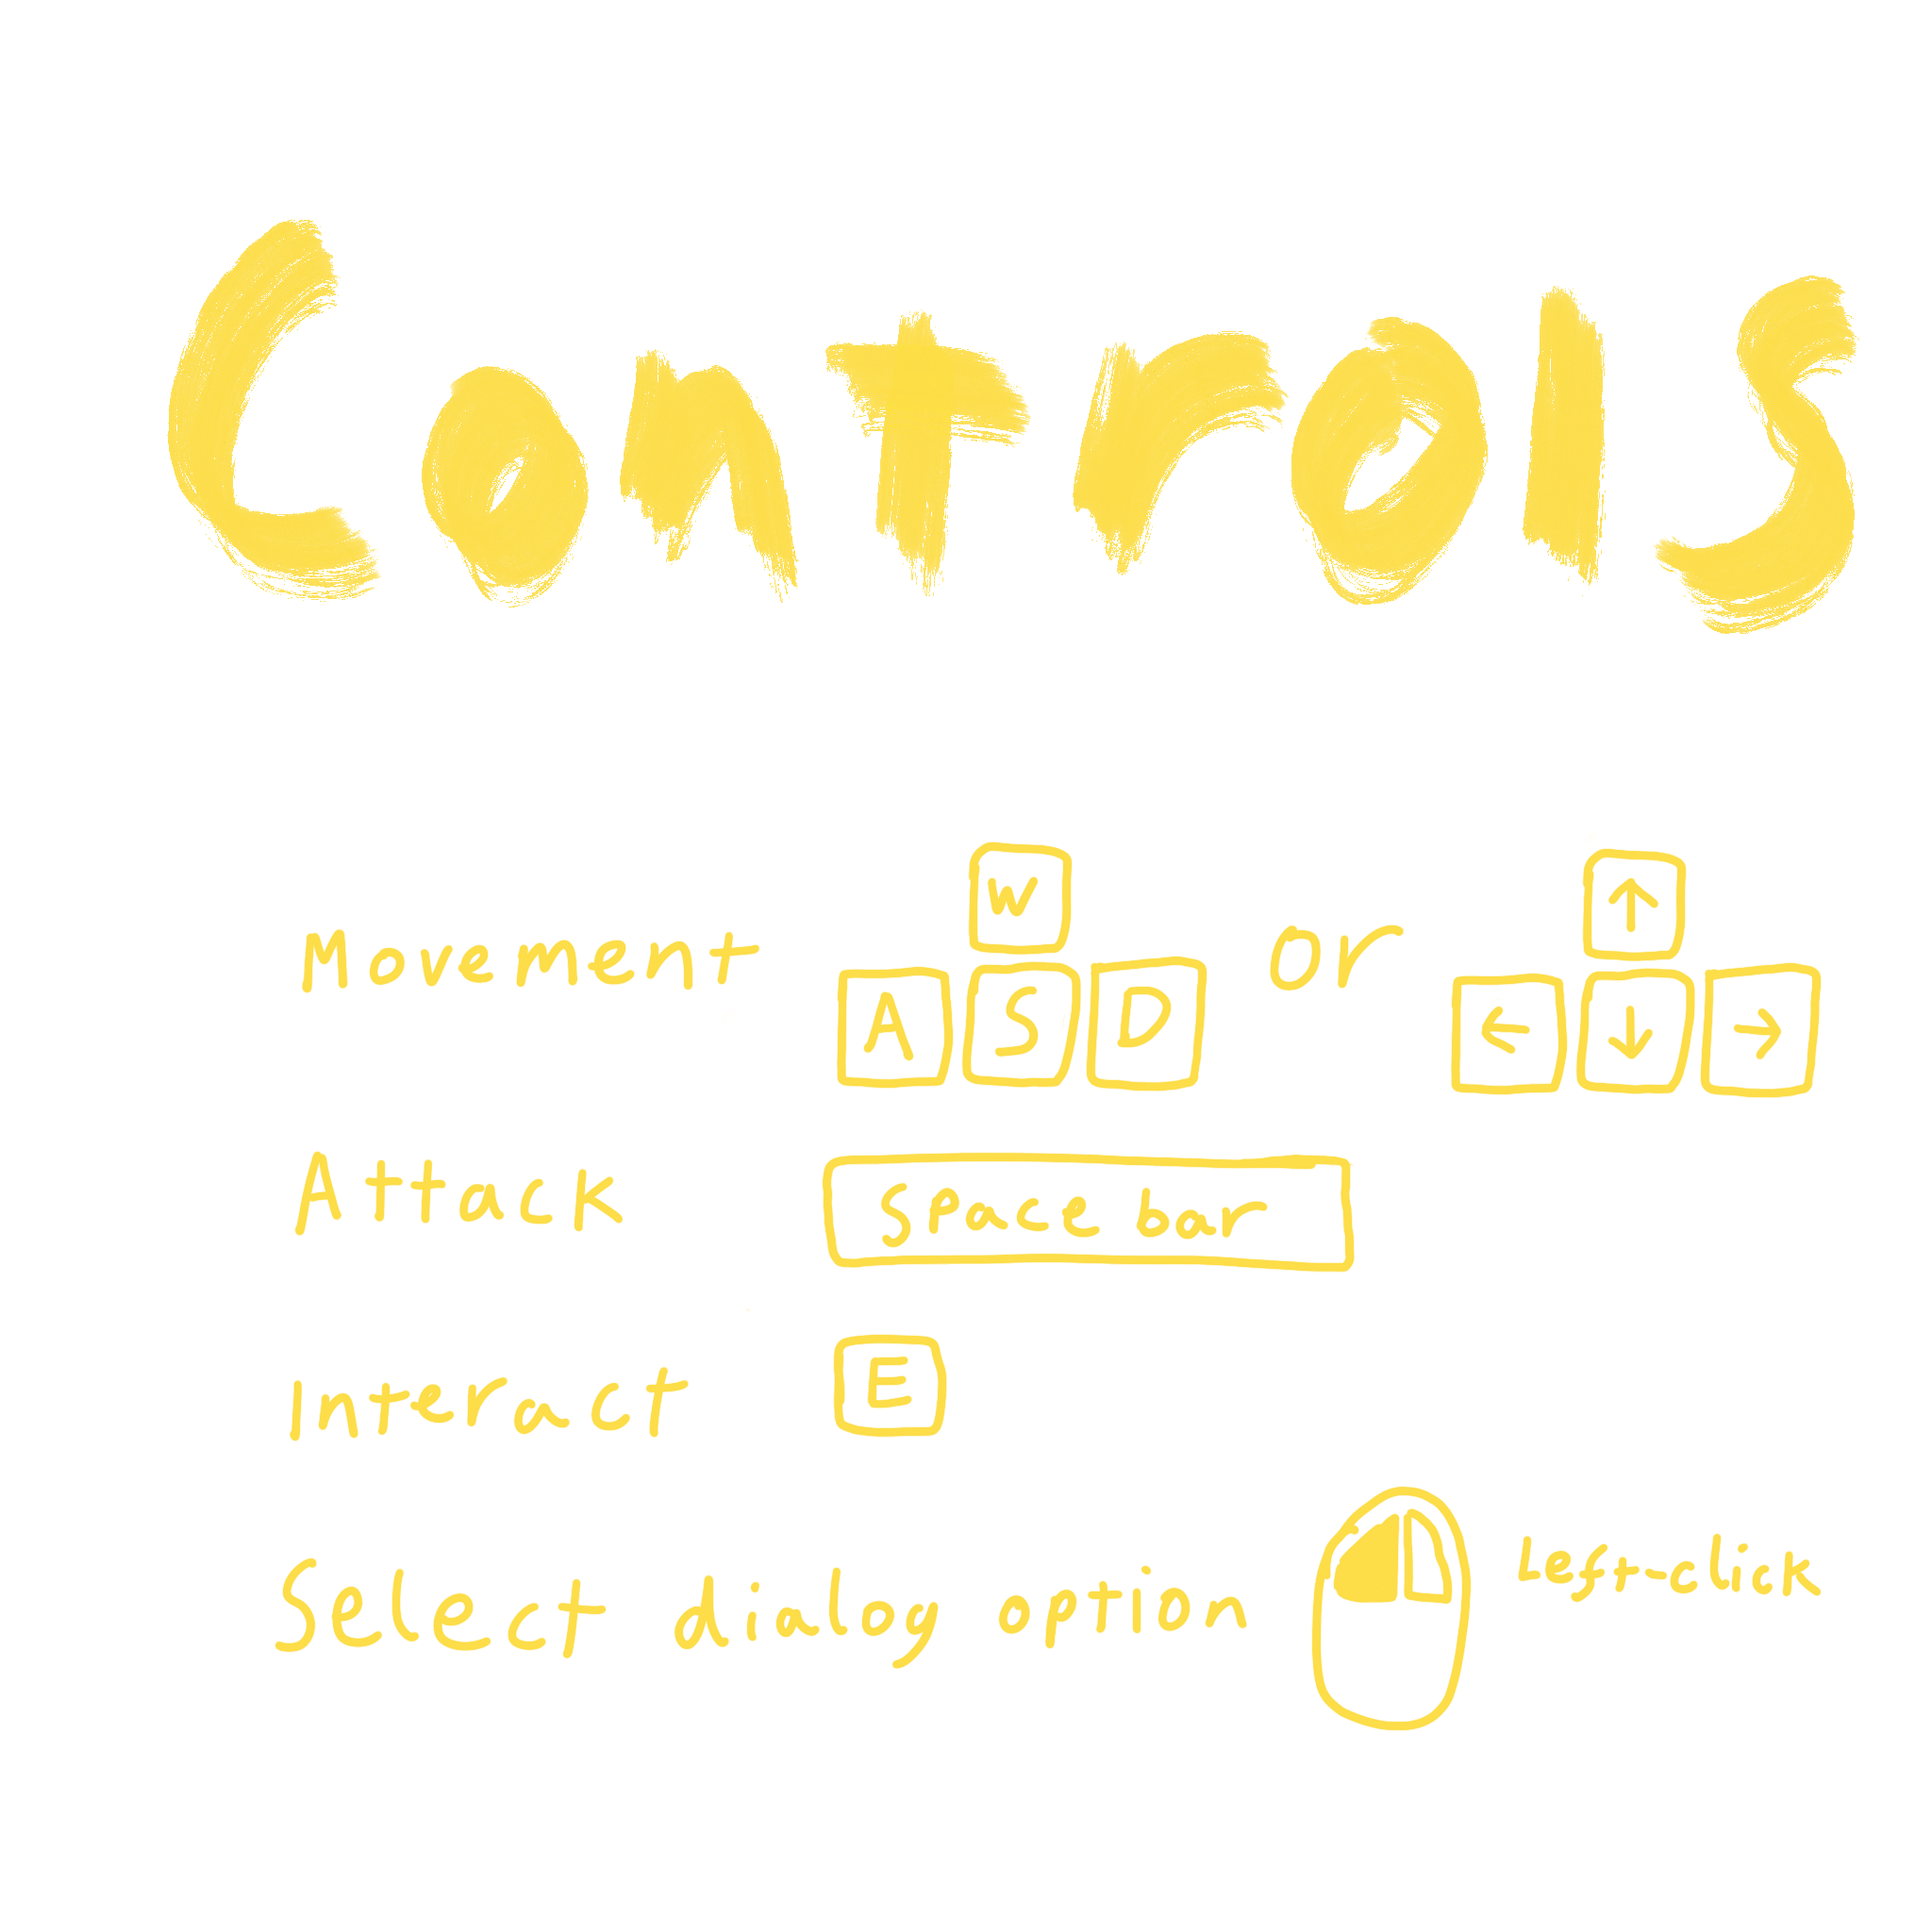 Controls
W ↑
Movement or
A S D ← ↓ →
Attack Space bar
Interact E
Select dialog option Left-click